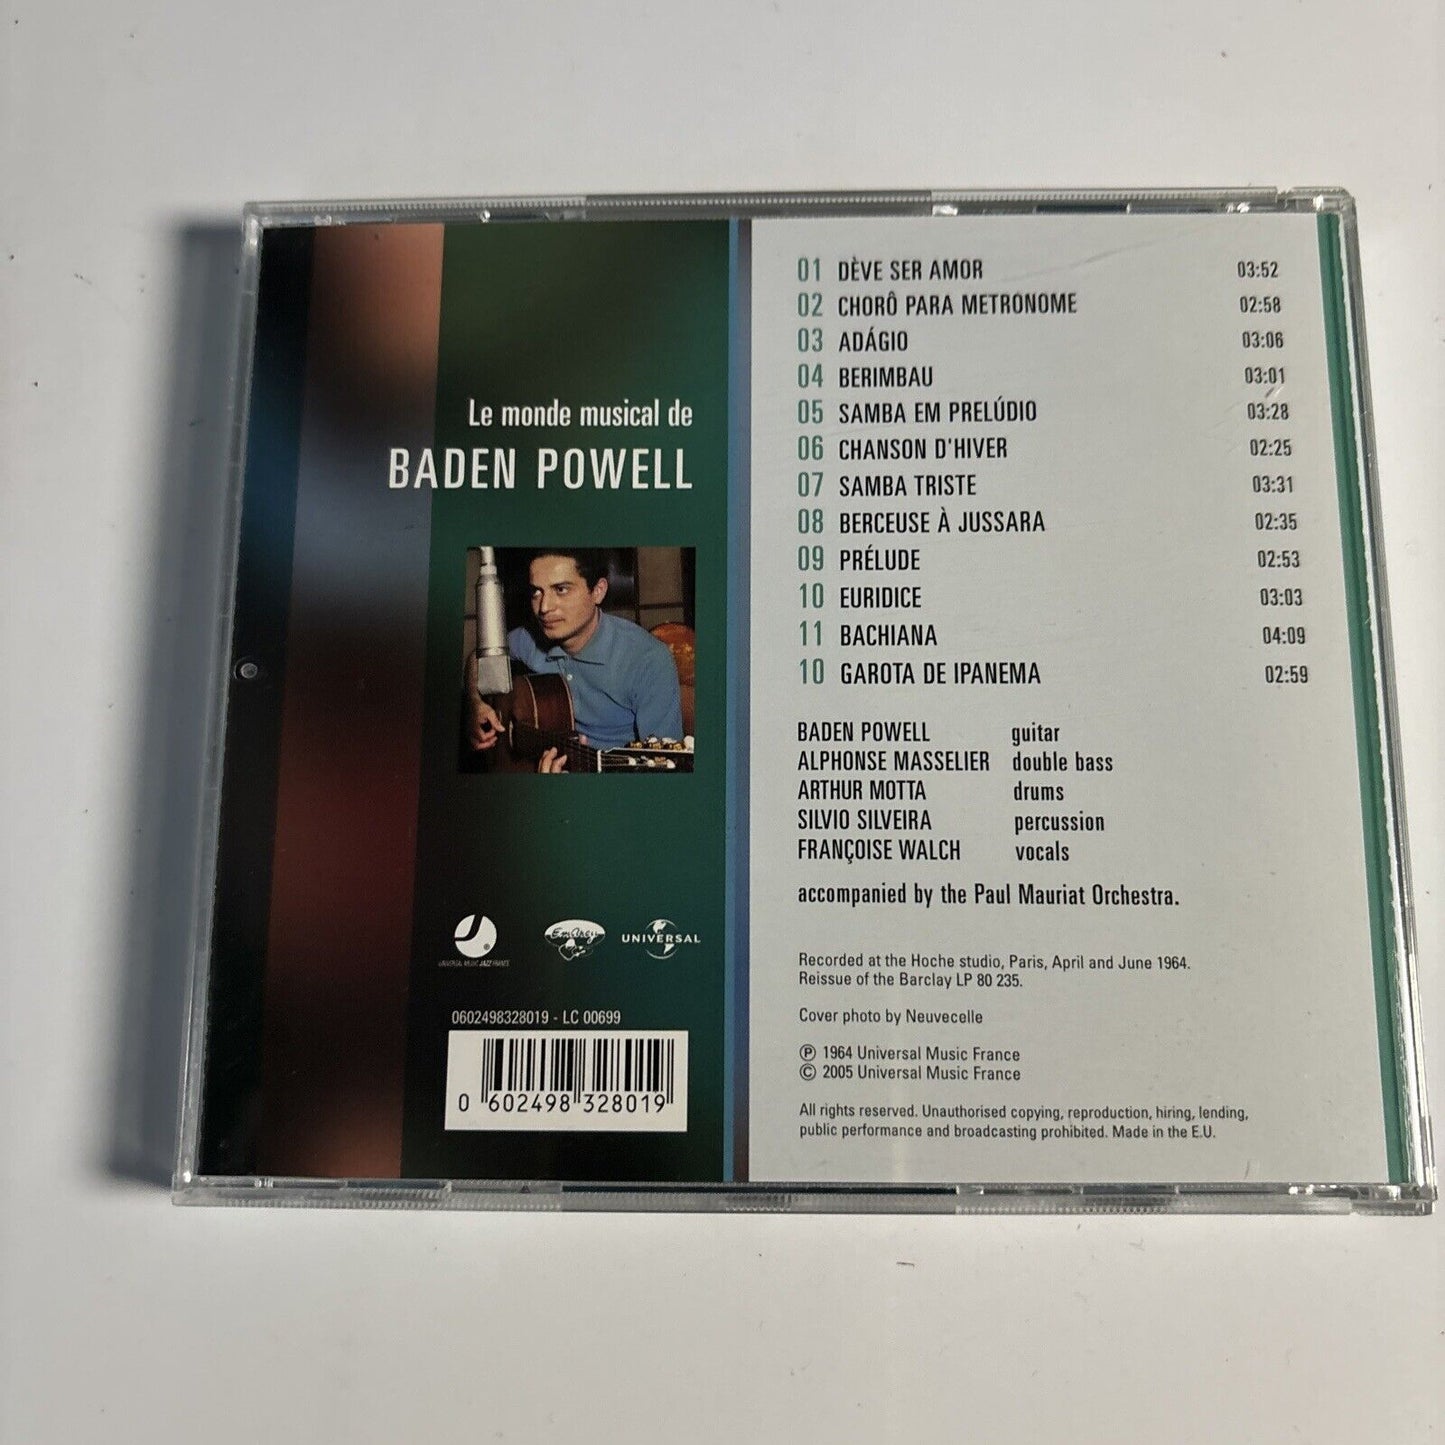 Le monde musical de
BADEN POWELL
UNIVERSAL MUSIC JAZZ FRANCE
EmArcy
UNIVERSAL
0602498328019 - LC 00699
0 602498 328019
01 DÈVE SER AMOR 03:52
02 CHORÔ PARA METRONOME 02:58
03 ADÁGIO 03:06
04 BERIMBAU 03:01
05 SAMBA EM PRELÚDIO 03:28
06 CHANSON D'HIVER 02:25
07 SAMBA TRISTE 03:31
08 BERCEUSE À JUSSARA 02:35
09 PRÉLUDE 02:53
10 EURIDICE 03:03
11 BACHIANA 04:09
10 GAROTA DE IPANEMA 02:59
BADEN POWELL guitar
ALPHONSE MASSELIER double bass
ARTHUR MOTTA drums
SILVIO SILVEIRA percussion
FRANÇOISE WALCH vocals
accompanied by the Paul Mauriat Orchestra.
Recorded at the Hoche studio, Paris, April and June 1964.
Reissue of the Barclay LP 80 235.
Cover photo by Neuvecelle
℗ 1964 Universal Music France
© 2005 Universal Music France
All rights reserved. Unauthorised copying, reproduction, hiring, lending,
public performance and broadcasting prohibited. Made in the E.U.